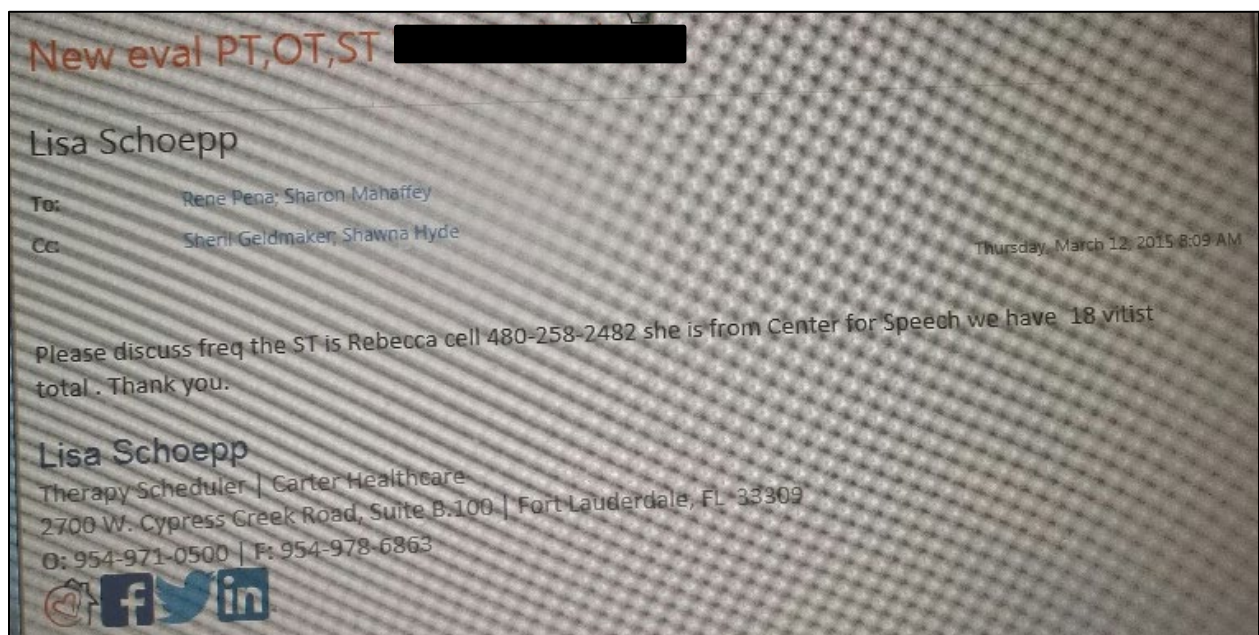 New eval PT,OT,ST
Lisa Schoepp
To: Rene Pena; Sharon Mahaffey
Cc: Sheril Geldmaker; Shawna Hyde
Thursday, March 12, 2015 8:09 AM
Please discuss freq the ST is Rebecca cell 480-258-2482 she is from Center for Speech we have 18 vitist
total . Thank you.
Lisa Schoepp
Therapy Scheduler | Carter Healthcare
2700 W. Cypress Creek Road, Suite B.100 | Fort Lauderdale, FL 33309
O: 954-971-0500 | F: 954-978-6863
f in